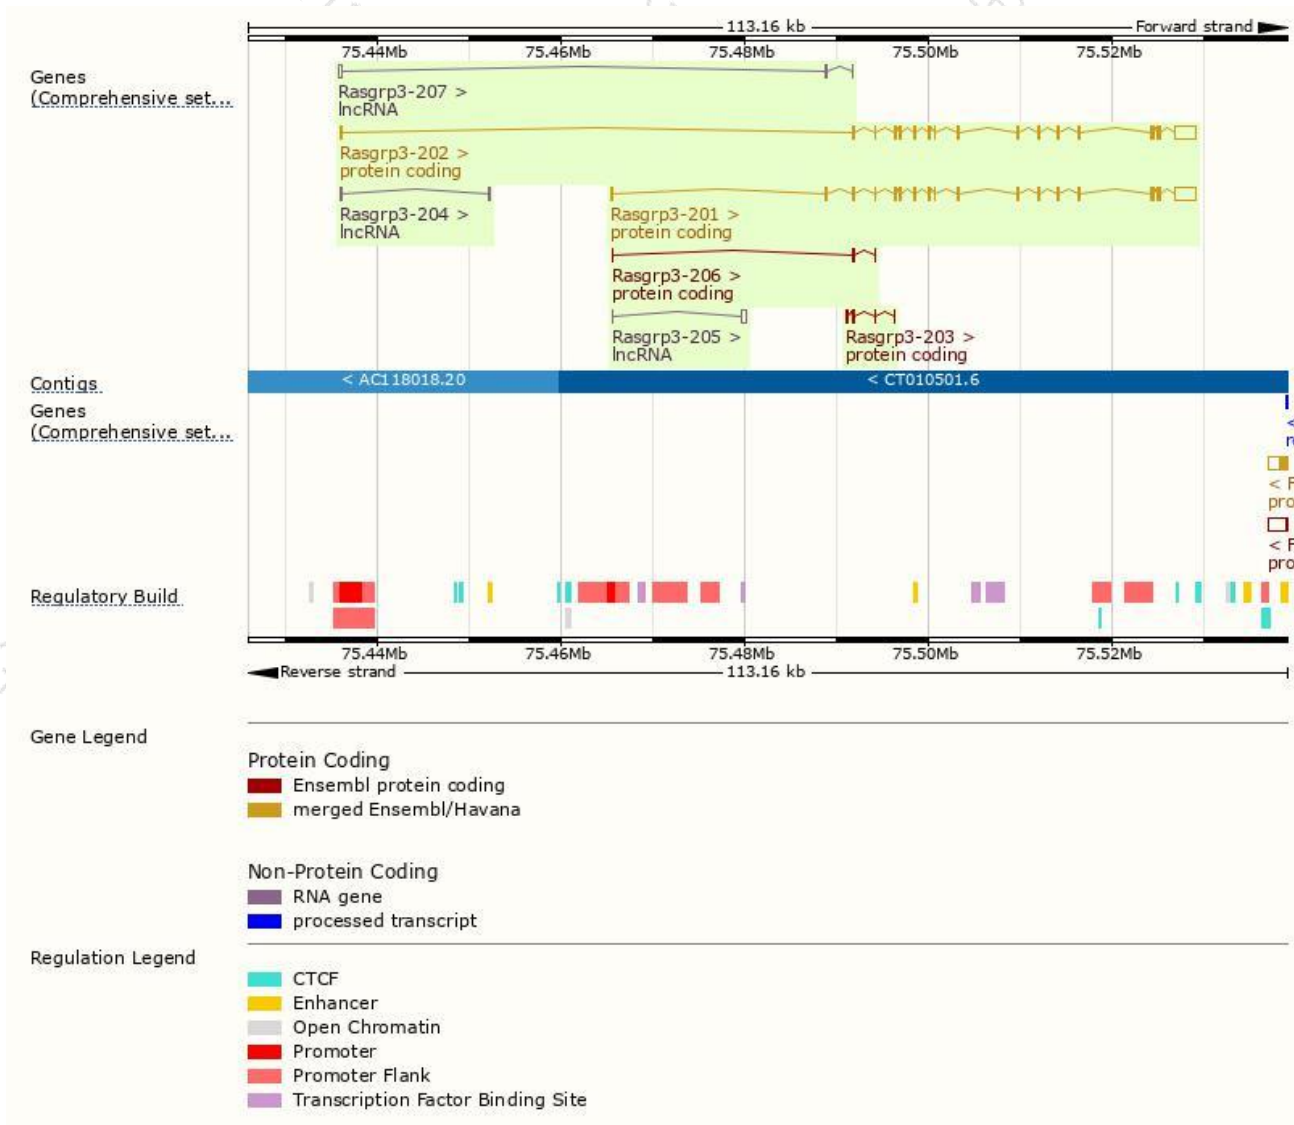 113.16 kb
Forward strand
75.44Mb 75.46Mb 75.48Mb 75.50Mb 75.52Mb
Genes
(Comprehensive set...
Rasgrp3-207 >
lncRNA
Rasgrp3-202 >
protein coding
Rasgrp3-204 >
lncRNA
Rasgrp3-201 >
protein coding
Rasgrp3-206 >
protein coding
Rasgrp3-205 >
lncRNA
Rasgrp3-203 >
protein coding
Contigs
< AC118018.20
< CT010501.6
Genes
(Comprehensive set...
<
< F
pro
< F
pro
Regulatory Build
75.44Mb 75.46Mb 75.48Mb 75.50Mb 75.52Mb
Reverse strand
113.16 kb
Gene Legend
Protein Coding
Ensembl protein coding
merged Ensembl/Havana
Non-Protein Coding
RNA gene
processed transcript
Regulation Legend
CTCF
Enhancer
Open Chromatin
Promoter
Promoter Flank
Transcription Factor Binding Site